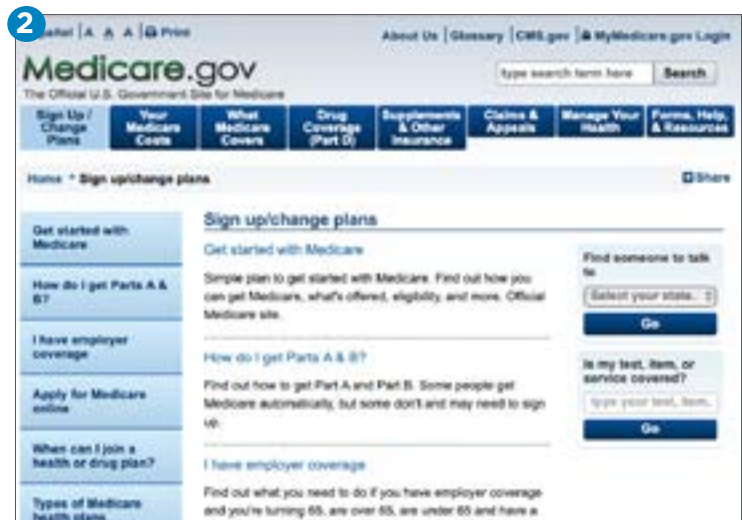 2
Español | A A A | Print
About Us | Glossary | CMS.gov | MyMedicare.gov Login
Medicare.gov
The Official U.S. Government Site for Medicare
type search term here
Search
Sign Up / Change Plans
Your Medicare Costs
What Medicare Covers
Drug Coverage (Part D)
Supplements & Other Insurance
Claims & Appeals
Manage Your Health
Forms, Help, & Resources
Home
Sign up/change plans
Share
Get started with
Medicare
How do I get Parts A &
B?
I have employer
coverage
Apply for Medicare
online
When can I join a
health or drug plan?
Types of Medicare
health plans
Sign up/change plans
Get started with Medicare
Simple plan to get started with Medicare. Find out how you
can get Medicare, what's offered, eligibility, and more. Official
Medicare site.
How do I get Parts A & B?
Find out how to get Part A and Part B. Some people get
Medicare automatically, but some don't and may need to sign
up.
I have employer coverage
Find out what you need to do if you have employer coverage
and you're turning 65, are over 65, are under 65 and have a
Find someone to talk
to
Select your state.
Go
Is my test, item, or
service covered?
type your test, item,
Go